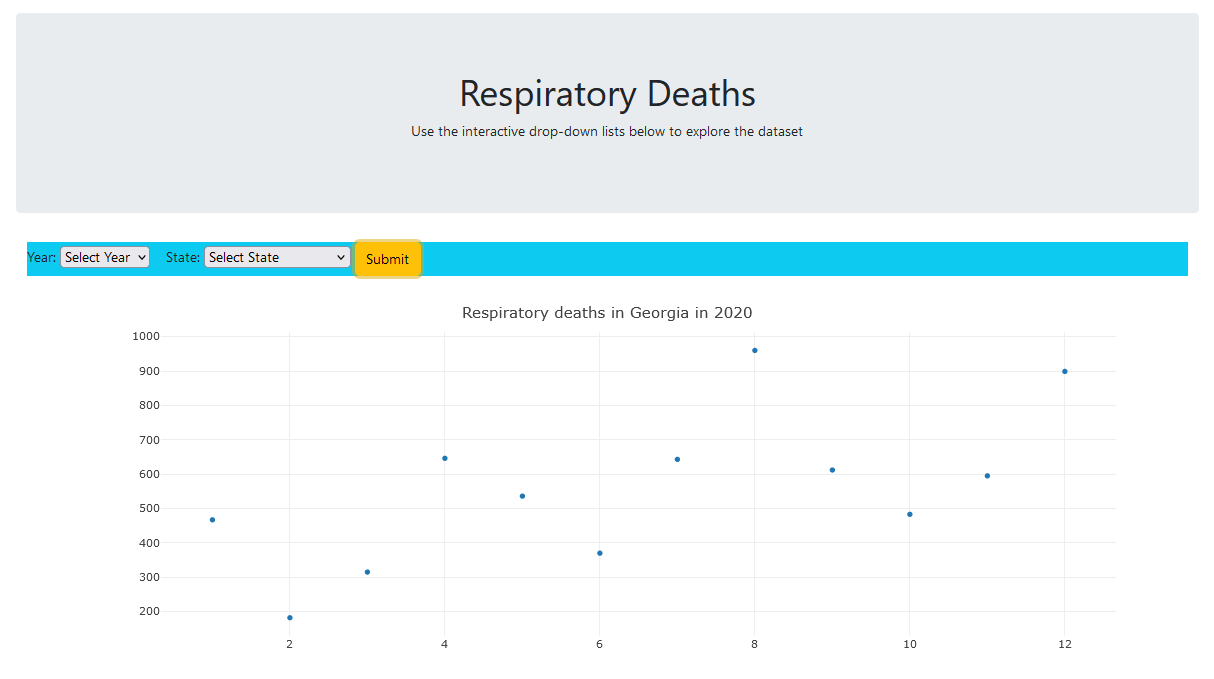 Respiratory Deaths
Use the interactive drop-down lists below to explore the dataset
Year: Select Year State: Select State Submit
Respiratory deaths in Georgia in 2020
1000
900
800
700
600
500
400
300
200
2 4 6 8 10 12